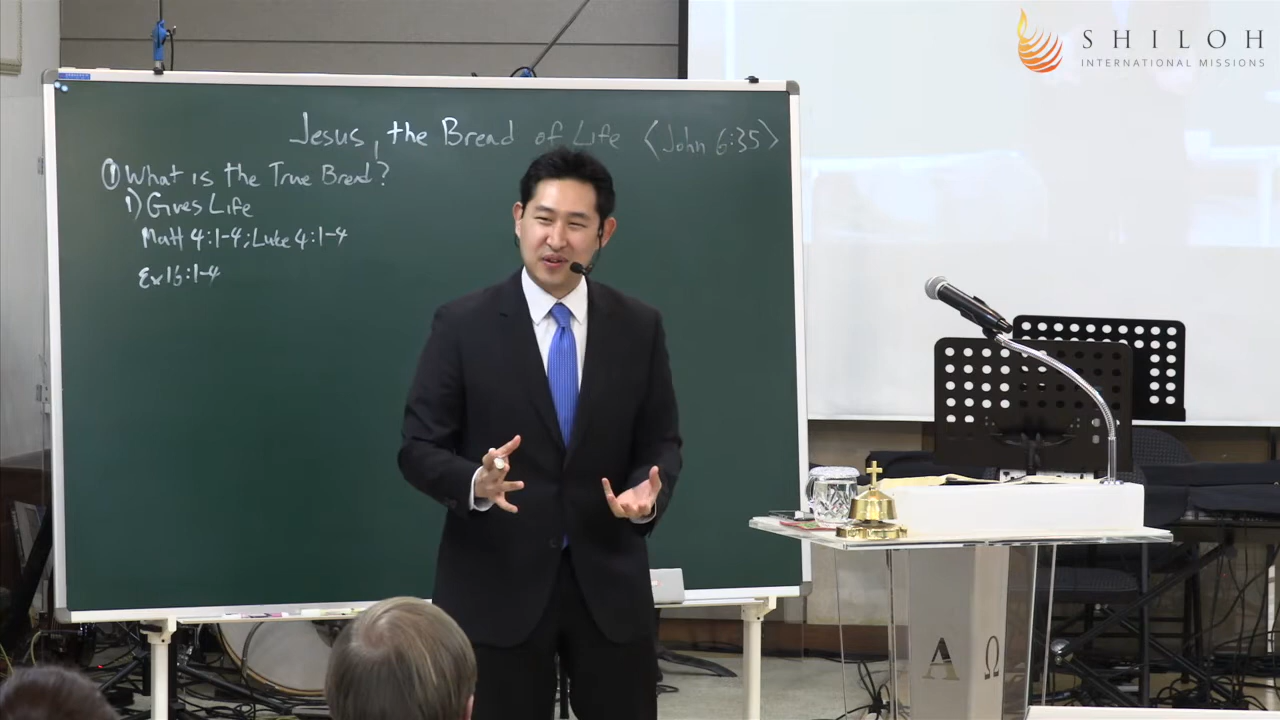 SHILOH
INTERNATIONAL MISSIONS
Jesus, the Bread of Life <John 6:35>
① What is the True Bread?
1) Gives Life
Matt 4:1-4; Luke 4:1-4
Ex 16:1-4
A Ω